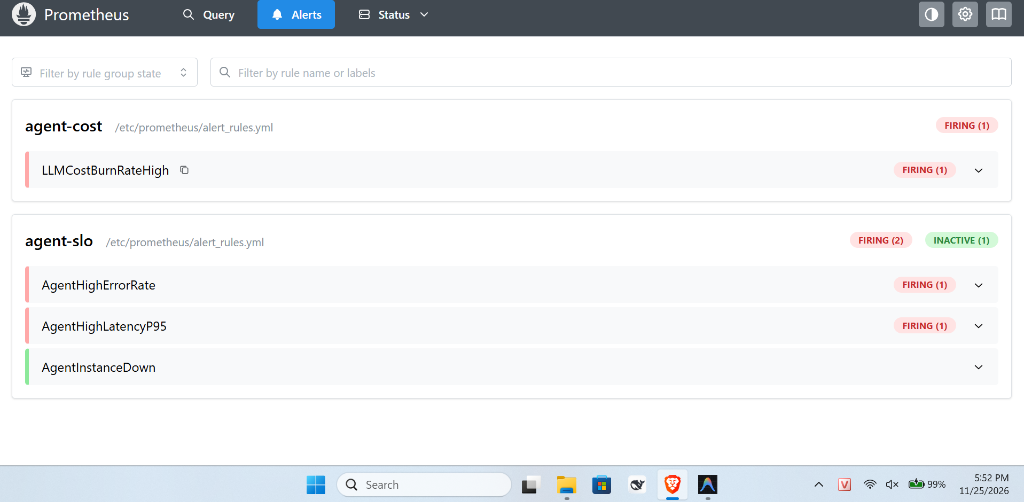 Prometheus Query Alerts Status
Filter by rule group state Filter by rule name or labels
agent-cost /etc/prometheus/alert_rules.yml FIRING (1)
LLMCostBurnRateHigh FIRING (1)
agent-slo /etc/prometheus/alert_rules.yml FIRING (2) INACTIVE (1)
AgentHighErrorRate FIRING (1)
AgentHighLatencyP95 FIRING (1)
AgentInstanceDown
Search V 99% 5:52 PM
11/25/2026